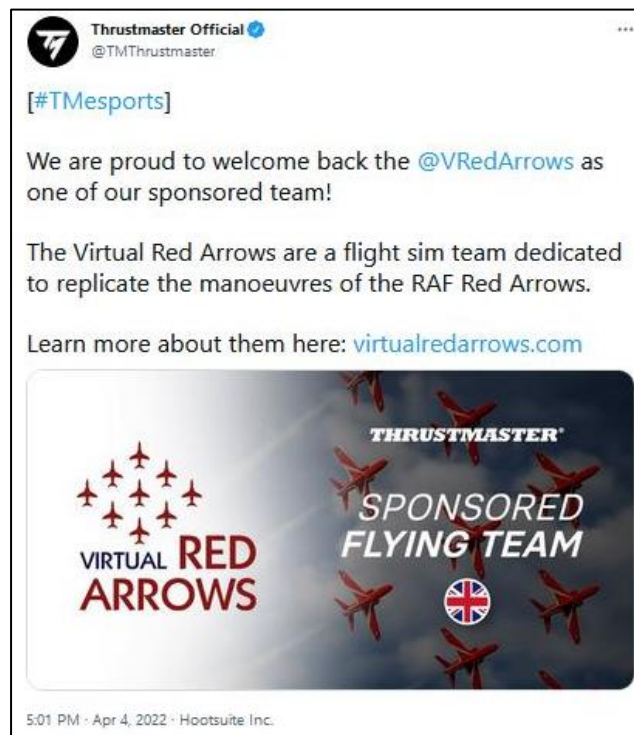 Thrustmaster Official
@TMThrustmaster
[#TMesports]
We are proud to welcome back the @VRedArrows as
one of our sponsored team!
The Virtual Red Arrows are a flight sim team dedicated
to replicate the manoeuvres of the RAF Red Arrows.
Learn more about them here: virtualredarrows.com
VIRTUAL RED
ARROWS
THRUSTMASTER®
SPONSORED
FLYING TEAM
5:01 PM · Apr 4, 2022 · Hootsuite Inc.